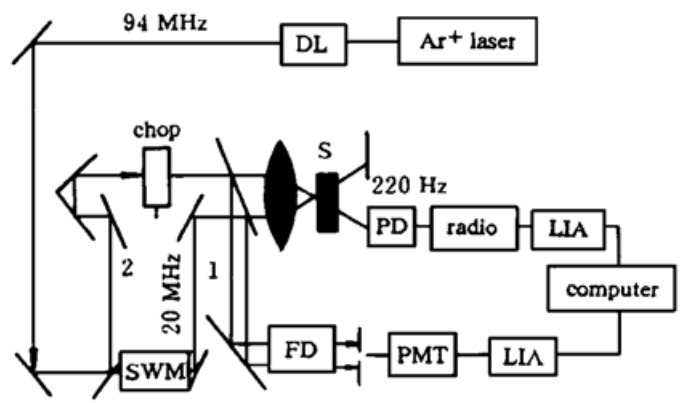 94 MHz
DL
Ar+ laser
chop
S
220 Hz
PD
radio
LIA
2
20 MHz
1
computer
SWM
FD
PMT
LIA